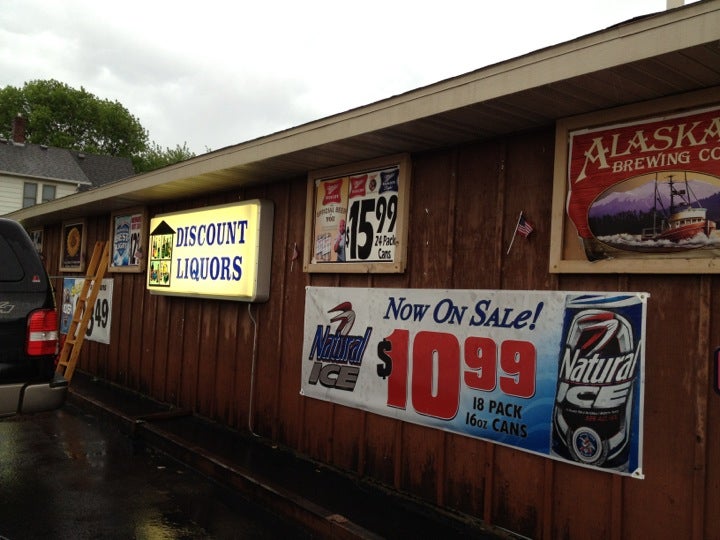 DISCOUNT
LIQUORS
$15 99
24 Pack
Cans
ALASKA
BREWING CO
Now On Sale!
Natural
ICE
$10 99
18 PACK
16oz CANS
Natural
ICE
49